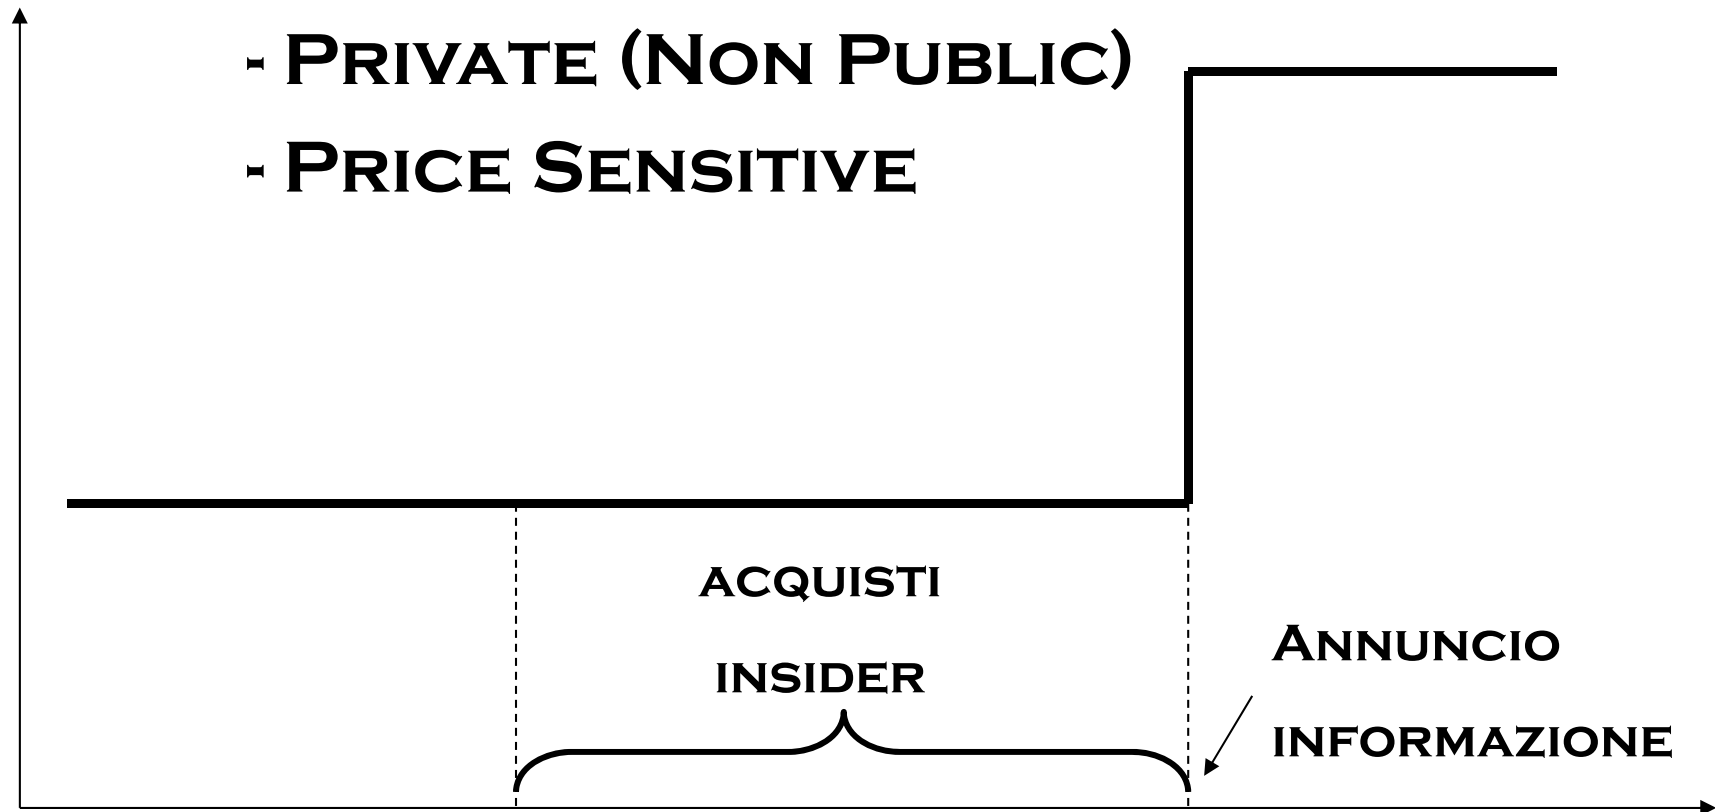 - Private (Non Public)
- Price Sensitive
acquisti
insider
Annuncio
informazione